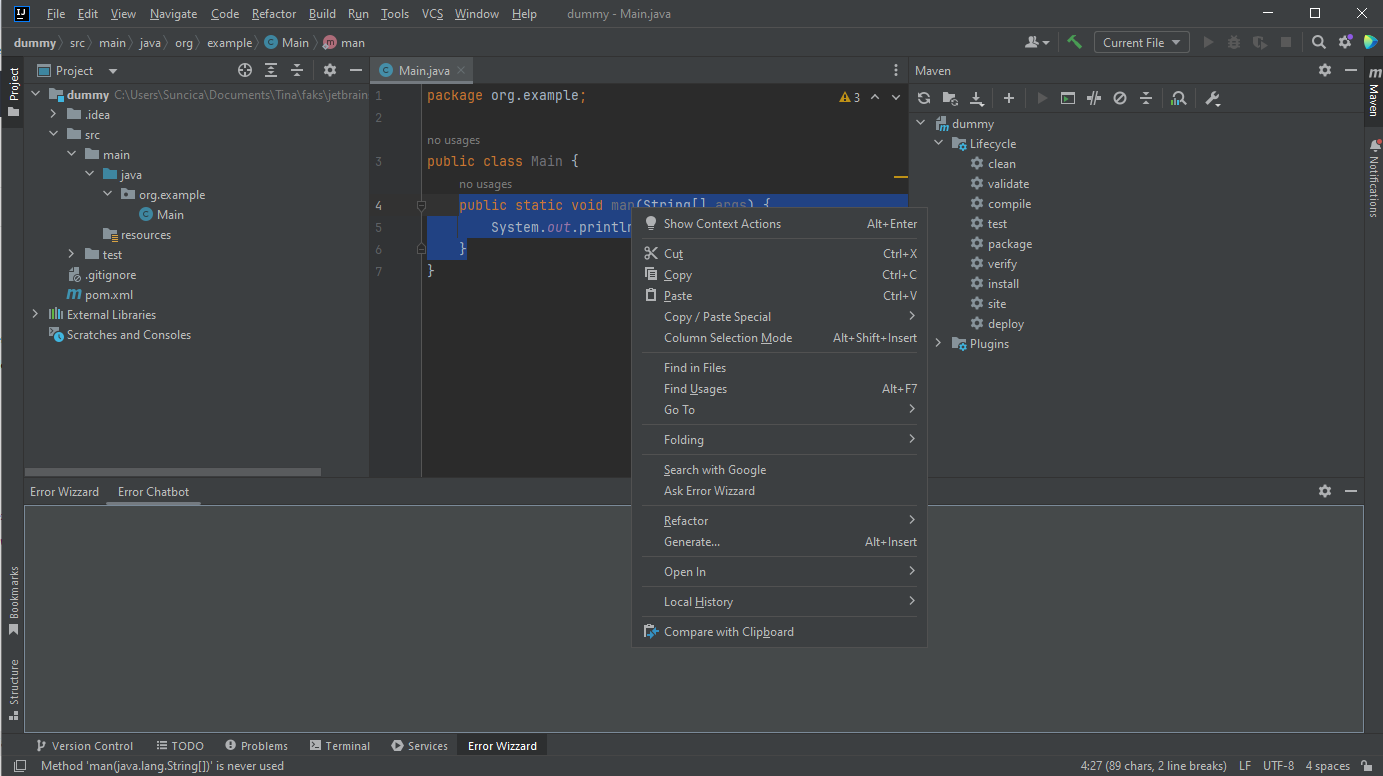 File Edit View Navigate Code Refactor Build Run Tools VCS Window Help dummy - Main.java
dummy src main java org example Main man
Current File
Project
Project
dummy C:\Users\Suncica\Documents\Tina\faks\jetbrain
.idea
src
main
java
org.example
Main
resources
test
.gitignore
pom.xml
External Libraries
Scratches and Consoles
Main.java
3
1 package org.example;
2
no usages
3 public class Main {
no usages
4 public static void man(String[] args) {
5 System.out.println
6 }
7 }
Show Context Actions Alt+Enter
Cut Ctrl+X
Copy Ctrl+C
Paste Ctrl+V
Copy / Paste Special
Column Selection Mode Alt+Shift+Insert
Find in Files
Find Usages Alt+F7
Go To
Folding
Search with Google
Ask Error Wizzard
Refactor
Generate... Alt+Insert
Open In
Local History
Compare with Clipboard
Maven
dummy
Lifecycle
clean
validate
compile
test
package
verify
install
site
deploy
Plugins
Maven
Notifications
Error Wizzard Error Chatbot
Bookmarks
Structure
Version Control TODO Problems Terminal Services Error Wizzard
Method 'man(java.lang.String[])' is never used 4:27 (89 chars, 2 line breaks) LF UTF-8 4 spaces